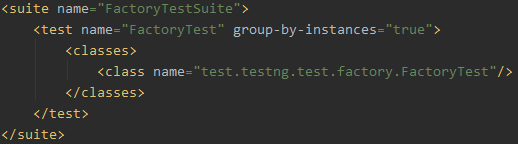 <suite name="FactoryTestSuite">
<test name="FactoryTest" group-by-instances="true">
<classes>
<class name="test.testng.test.factory.FactoryTest"/>
</classes>
</test>
</suite>